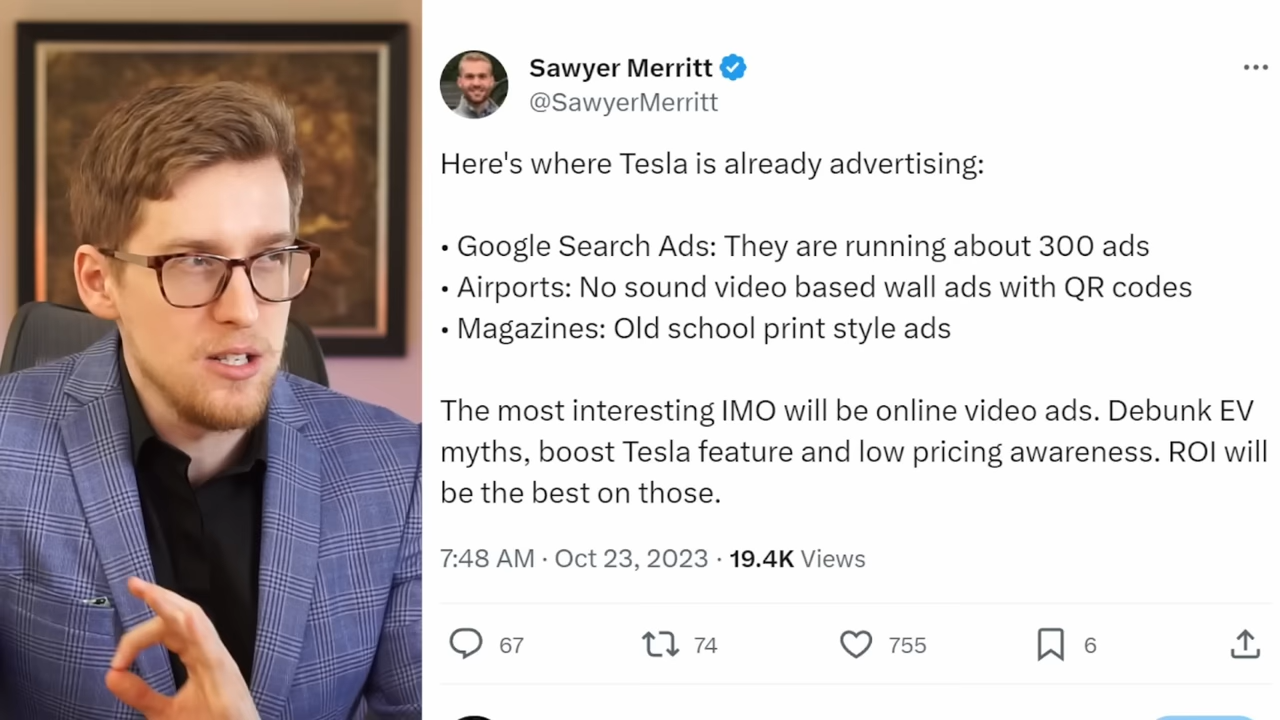 Sawyer Merritt
@SawyerMerritt
Here's where Tesla is already advertising:
• Google Search Ads: They are running about 300 ads
• Airports: No sound video based wall ads with QR codes
• Magazines: Old school print style ads
The most interesting IMO will be online video ads. Debunk EV
myths, boost Tesla feature and low pricing awareness. ROI will
be the best on those.
7:48 AM · Oct 23, 2023 · 19.4K Views
67 74 755 6